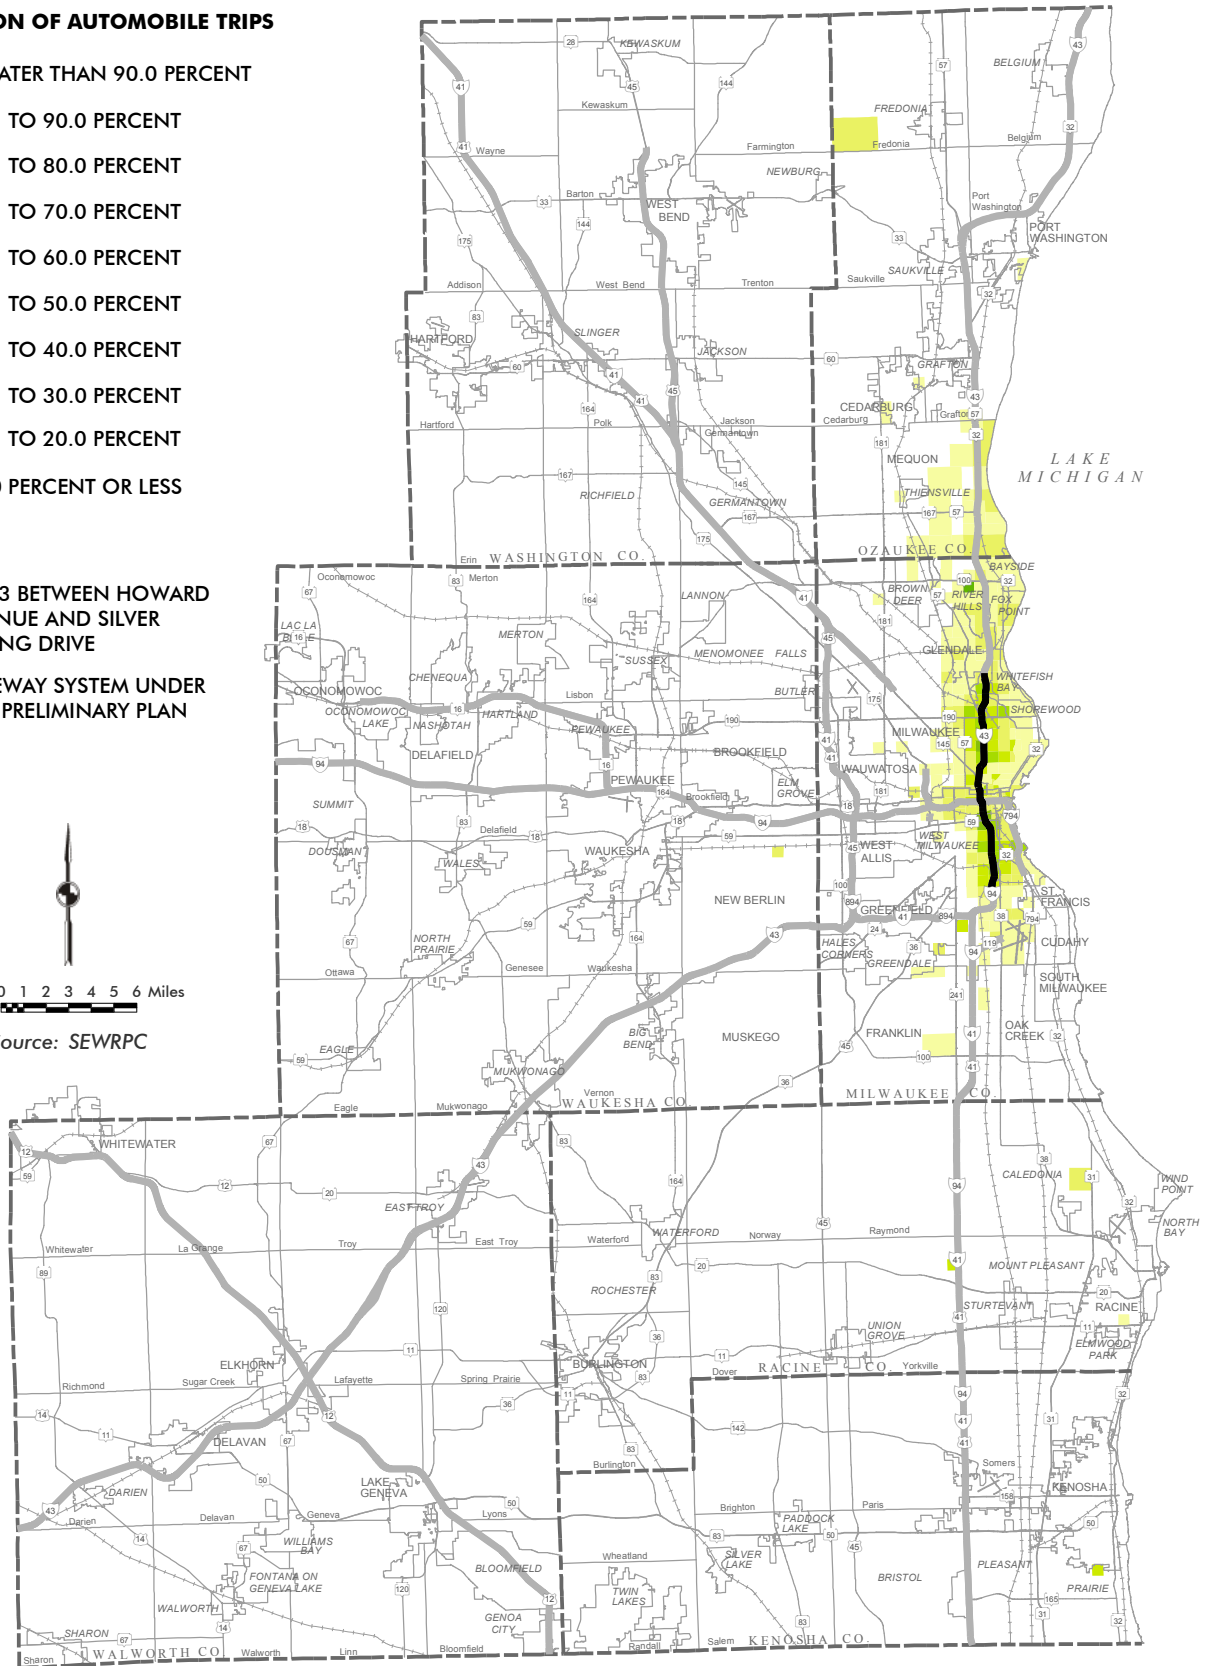 ON OF AUTOMOBILE TRIPS
ATER THAN 90.0 PERCENT
TO 90.0 PERCENT
TO 80.0 PERCENT
TO 70.0 PERCENT
TO 60.0 PERCENT
TO 50.0 PERCENT
TO 40.0 PERCENT
TO 30.0 PERCENT
TO 20.0 PERCENT
0 PERCENT OR LESS
3 BETWEEN HOWARD
NUE AND SILVER
NG DRIVE
EWAY SYSTEM UNDER
PRELIMINARY PLAN
0 1 2 3 4 5 6 Miles
ource: SEWRPC
LAKE
MICHIGAN
KEWASKUM
Kewaskum
Wayne
Barton
WEST
BEND
Farmington
NEWBURG
BELGIUM
FREDONIA
Fredonia
Belgium
Port
Washington
PORT
WASHINGTON
SAUKVILLE
Saukville
Addison
West Bend
Trenton
HARTFORD
SLINGER
JACKSON
GRAFTON
CEDARBURG
Cedarburg
Grafton
Hartford
Polk
Jackson
Germantown
MEQUON
THIENSVILLE
RICHFIELD
GERMANTOWN
Erin
WASHINGTON CO.
OZAUKEE CO.
Oconomowoc
Merton
LANNON
BAYSIDE
BROWN
DEER
RIVER
HILLS
FOX
POINT
LAC LA
MERTON
SUSSEX
MENOMONEE FALLS
GLENDALE
CHENEQUA
OCONOMOWOC
OCONOMOWOC
LAKE
NASHOTAH
HARTLAND
Lisbon
PEWAUKEE
BUTLER
WHITEFISH
BAY
SHOREWOOD
MILWAUKEE
DELAFIELD
BROOKFIELD
PEWAUKEE
Brookfield
ELM
GROVE
WAUWATOSA
SUMMIT
Delafield
DOUSMAN
WALES
WAUKESHA
WEST
ALLIS
WEST
MILWAUKEE
NEW BERLIN
GREENFIELD
ST.
FRANCIS
NORTH
PRAIRIE
HALES
CORNERS
GREENDALE
CUDAHY
Ottawa
Genesee
Waukesha
SOUTH
MILWAUKEE
EAGLE
BIG
BEND
MUSKEGO
FRANKLIN
OAK
CREEK
MUKWONAGO
Vernon
Eagle
Mukwonago
WAUKESHA CO.
MILWAUKEE CO.
WHITEWATER
CALEDONIA
WIND
POINT
NORTH
BAY
EAST TROY
WATERFORD
Whitewater
La Grange
Troy
East Troy
Waterford
Norway
Raymond
ROCHESTER
MOUNT PLEASANT
STURTEVANT
RACINE
UNION
GROVE
ELMWOOD
PARK
ELKHORN
BURLINGTON
Dover
RACINE CO.
Yorkville
Richmond
Sugar Creek
Lafayette
Spring Prairie
DELAVAN
LAKE
GENEVA
Burlington
Somers
KENOSHA
DARIEN
Darien
Delavan
Geneva
Lyons
Brighton
Paris
PADDOCK
LAKE
WILLIAMS
BAY
FONTANA ON
GENEVA LAKE
BLOOMFIELD
Wheatland
SILVER
LAKE
TWIN
LAKES
BRISTOL
PLEASANT
PRAIRIE
WALWORTH
GENOA
CITY
SHARON
Sharon
WALWORTH CO.
Walworth
Linn
Bloomfield
Randall
Salem
KENOSHA CO.